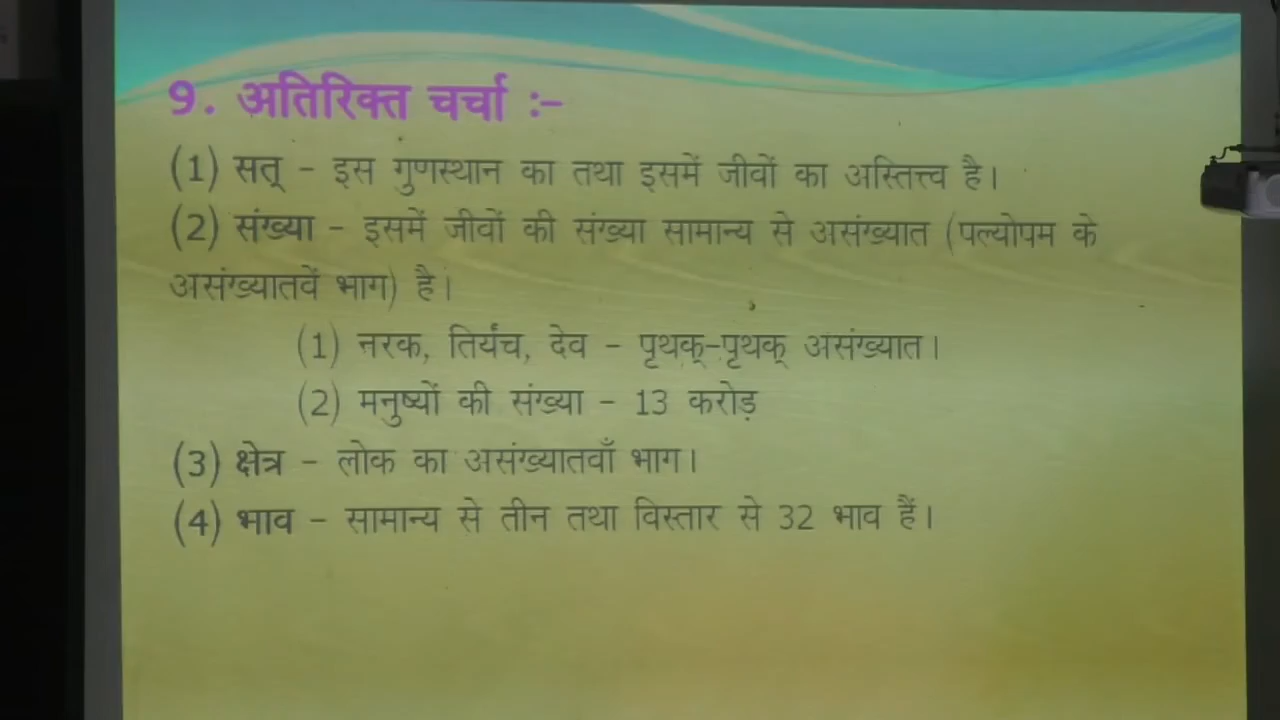 9. अतिरिक्त चर्चा :–
(1) सत् – इस गुणस्थान का तथा इसमें जीवों का अस्तित्त्व है।
(2) संख्या – इसमें जीवों की संख्या सामान्य से असंख्यात (पल्योपम के
असंख्यातवें भाग) है।
(1) नरक, तिर्यंच, देव – पृथक्-पृथक् असंख्यात।
(2) मनुष्यों की संख्या – 13 करोड़
(3) क्षेत्र – लोक का असंख्यातवाँ भाग।
(4) भाव – सामान्य से तीन तथा विस्तार से 32 भाव हैं।